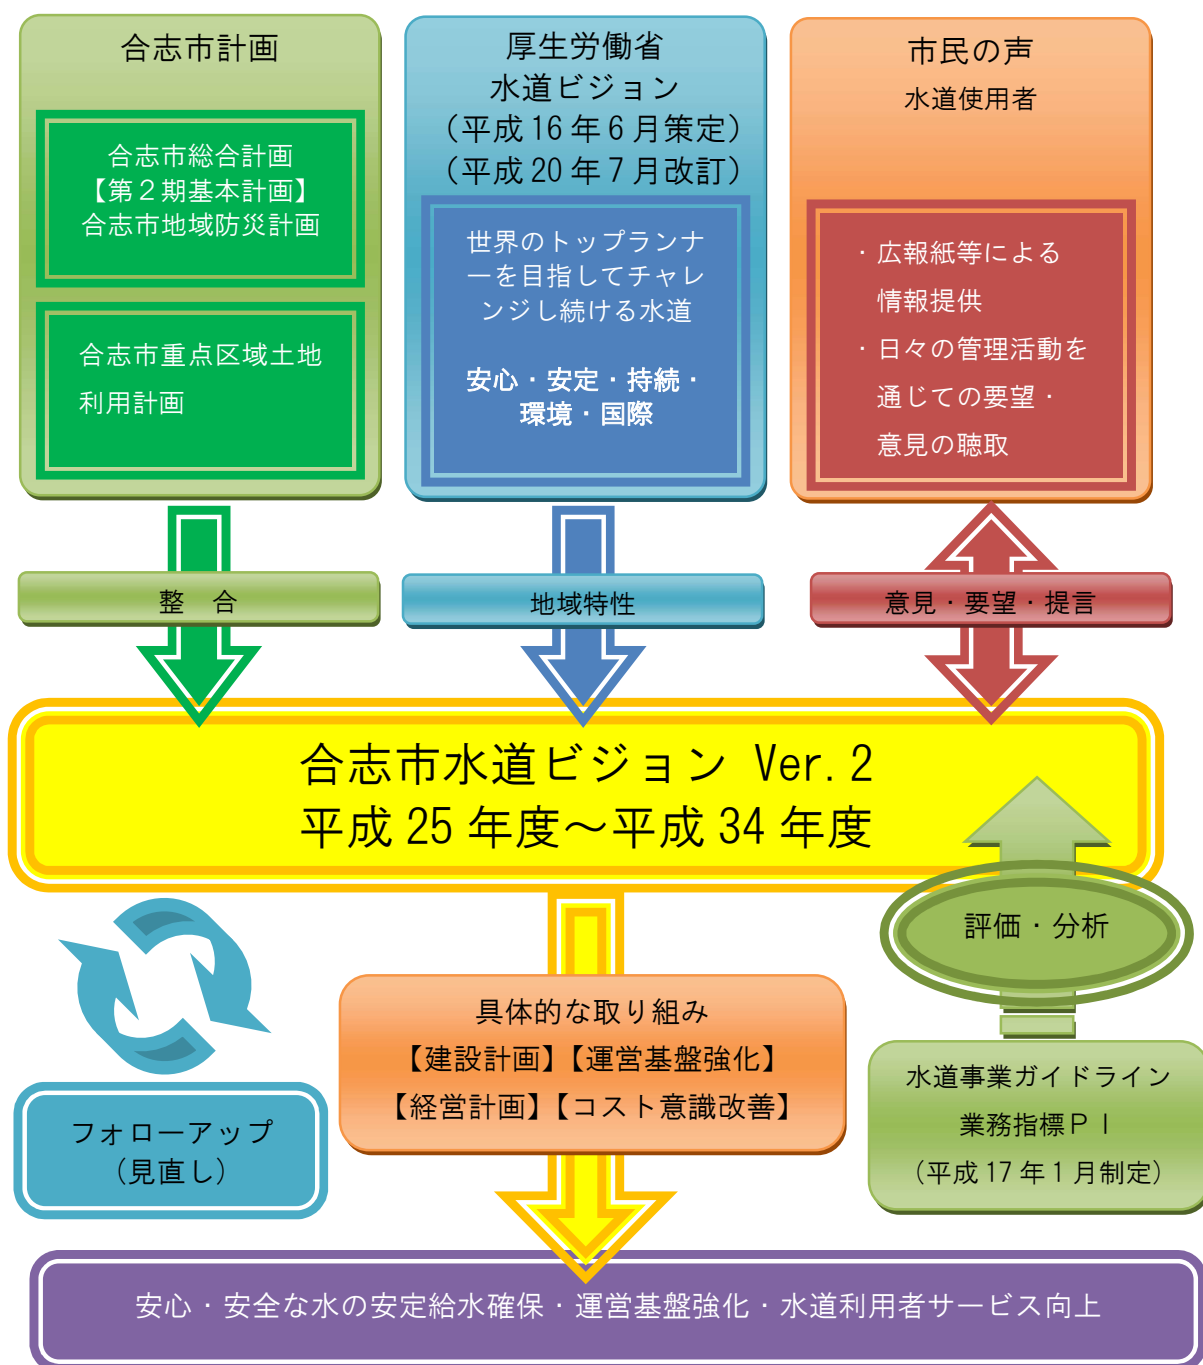 合志市計画
合志市総合計画
【第２期基本計画】
合志市地域防災計画
合志市重点区域土地
利用計画
厚生労働省
水道ビジョン
（平成16年6月策定）
（平成20年7月改訂）
世界のトップランナ
ーを目指してチャレ
ンジし続ける水道
安心・安定・持続・
環境・国際
市民の声
水道使用者
・広報紙等による
情報提供
・日々の管理活動を
通じての要望・
意見の聴取
整　合
地域特性
意見・要望・提言
合志市水道ビジョン Ver.2
平成25年度～平成34年度
評価・分析
具体的な取り組み
【建設計画】【運営基盤強化】
【経営計画】【コスト意識改善】
水道事業ガイドライン
業務指標ＰＩ
（平成17年1月制定）
フォローアップ
（見直し）
安心・安全な水の安定給水確保・運営基盤強化・水道利用者サービス向上